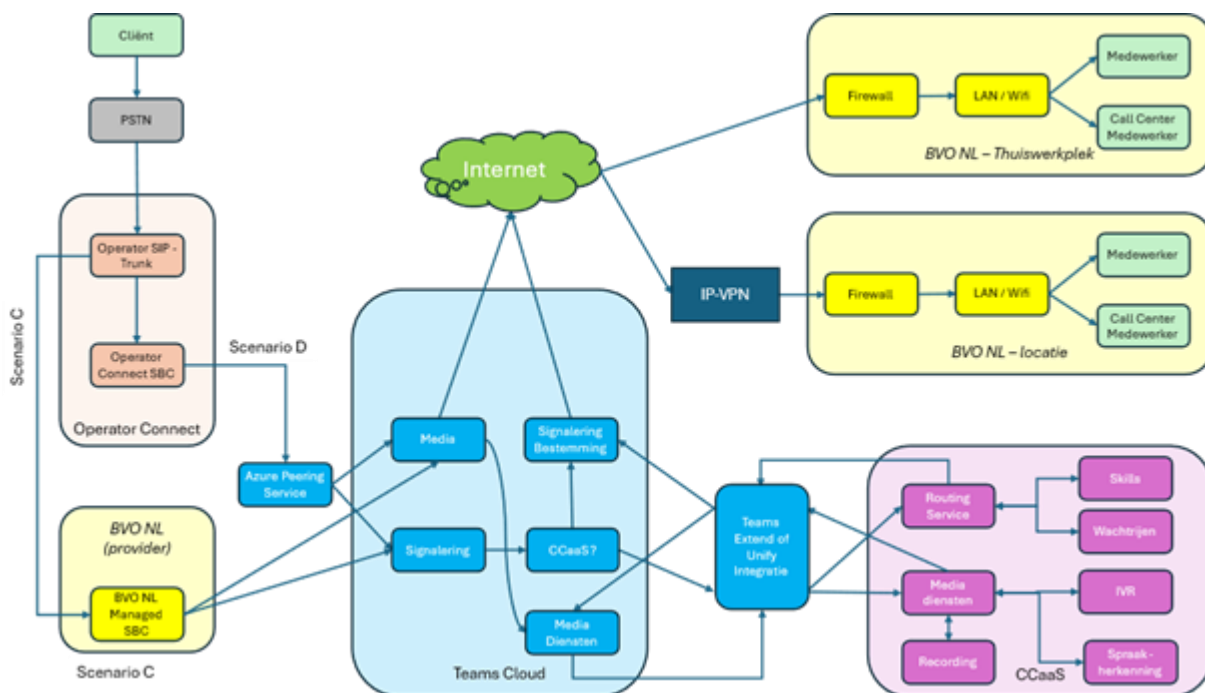 Cliënt
PSTN
Operator SIP -
Trunk
Operator
Connect SBC
Operator Connect
Scenario C
Scenario D
Azure Peering
Service
BVO NL
(provider)
BVO NL
Managed
SBC
Scenario C
Internet
Media
Signalering
Bestemming
Signalering
CCaaS?
Media
Diensten
Teams Cloud
Firewall
LAN / Wifi
Medewerker
Call Center
Medewerker
BVO NL – Thuiswerkplek
IP-VPN
Firewall
LAN / Wifi
Medewerker
Call Center
Medewerker
BVO NL – locatie
Teams
Extend of
Unify
Integratie
Routing
Service
Skills
Wachtrijen
Media
diensten
IVR
Recording
Spraak-
herkenning
CCaaS